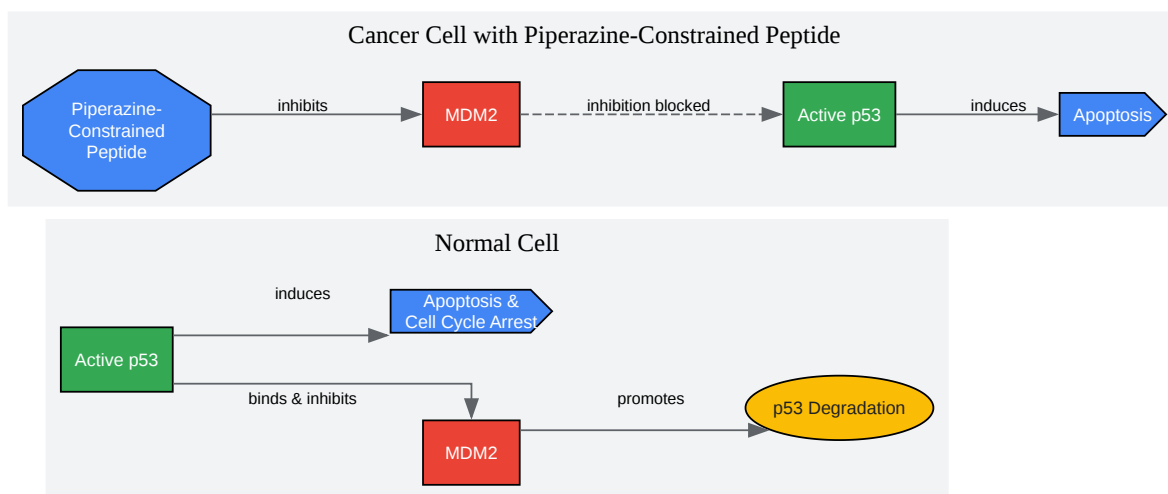 Cancer Cell with Piperazine-Constrained Peptide
Piperazine-
Constrained
Peptide
inhibits
MDM2
inhibition blocked
Active p53
induces
Apoptosis
Normal Cell
Active p53
induces
Apoptosis &
Cell Cycle Arrest
binds & inhibits
MDM2
promotes
p53 Degradation